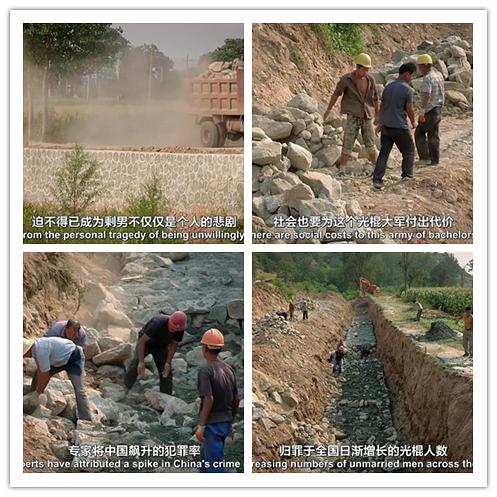 迫不得已成为剩男不仅仅是个人的悲剧
rom the personal tragedy of being unwillingly
社会也要为这个光棍大军付出代价
here are social costs to this army of bachelors
专家将中国飙升的犯罪率
perts have attributed a spike in China's crime
归罪于全国日渐增长的光棍人数
reasing numbers of unmarried men across the